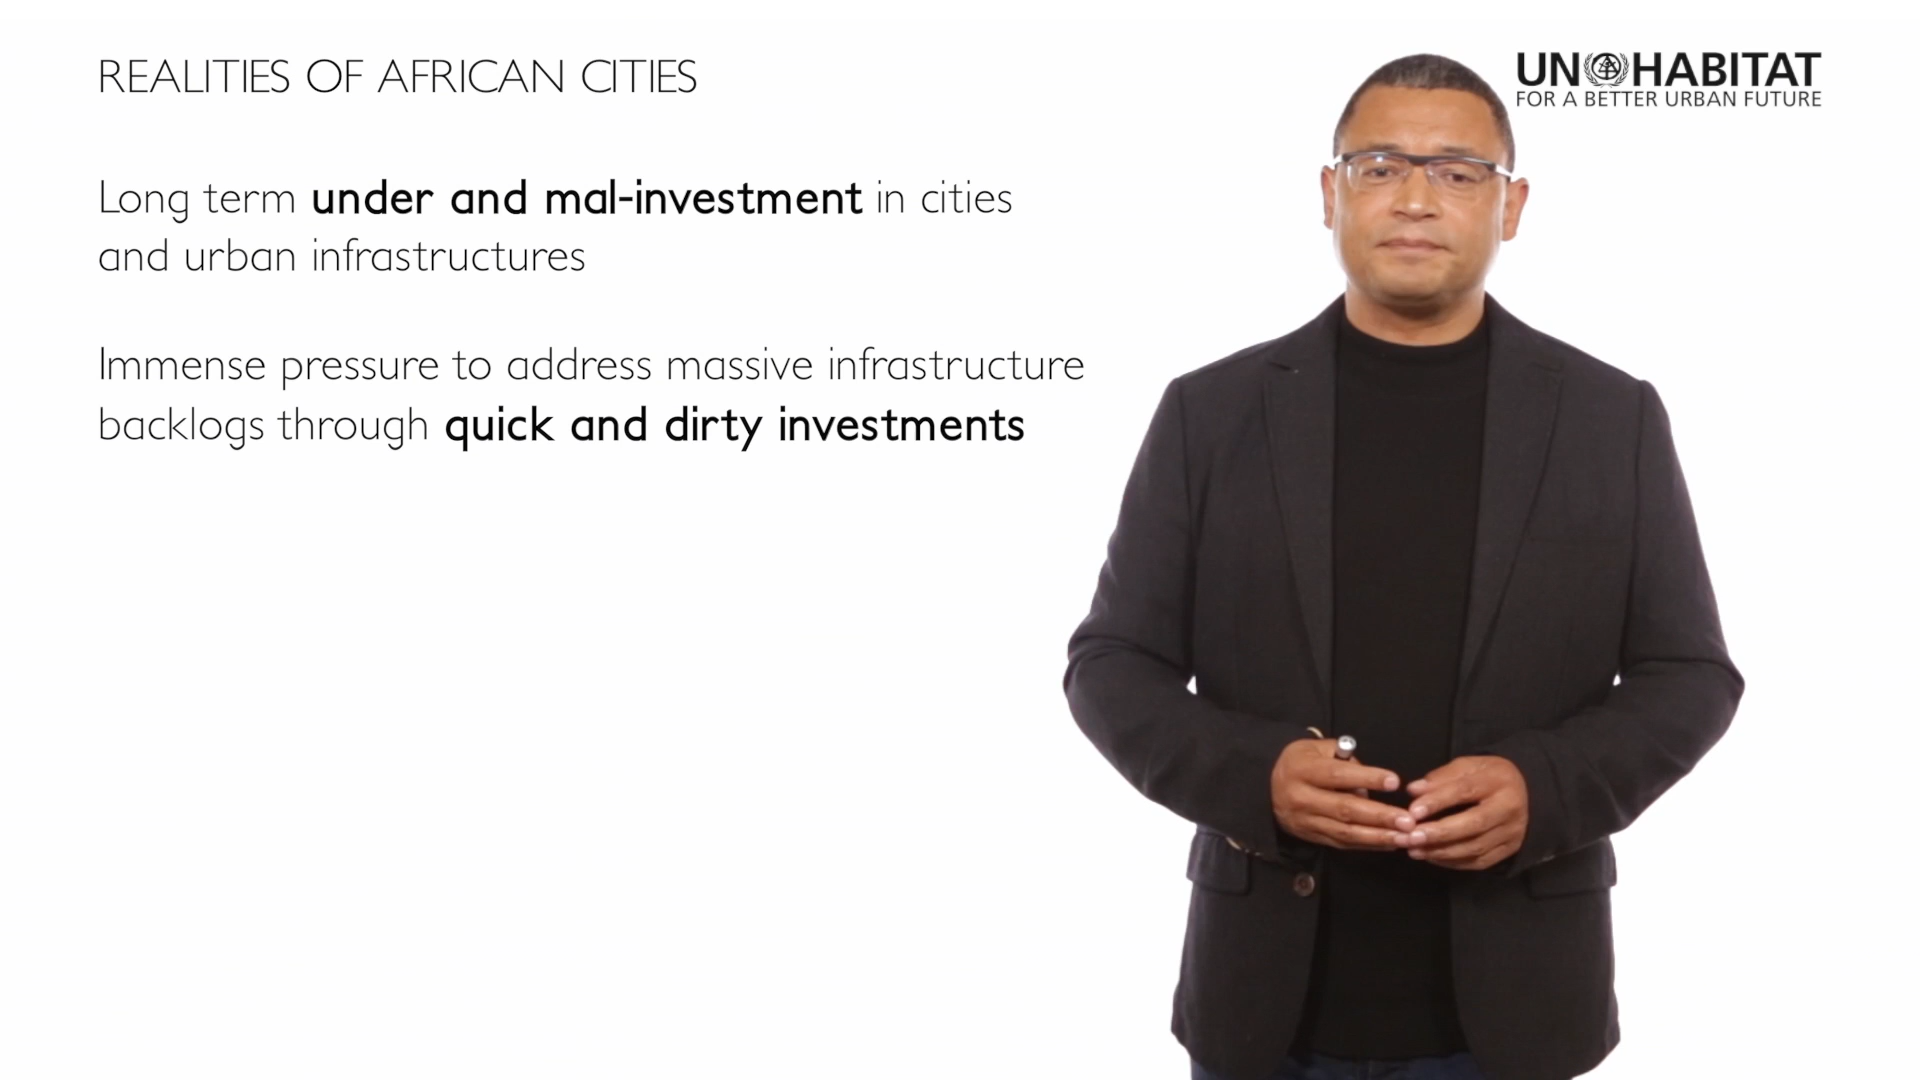 REALITIES OF AFRICAN CITIES
UN HABITAT
FOR A BETTER URBAN FUTURE
Long term under and mal-investment in cities
and urban infrastructures
Immense pressure to address massive infrastructure
backlogs through quick and dirty investments